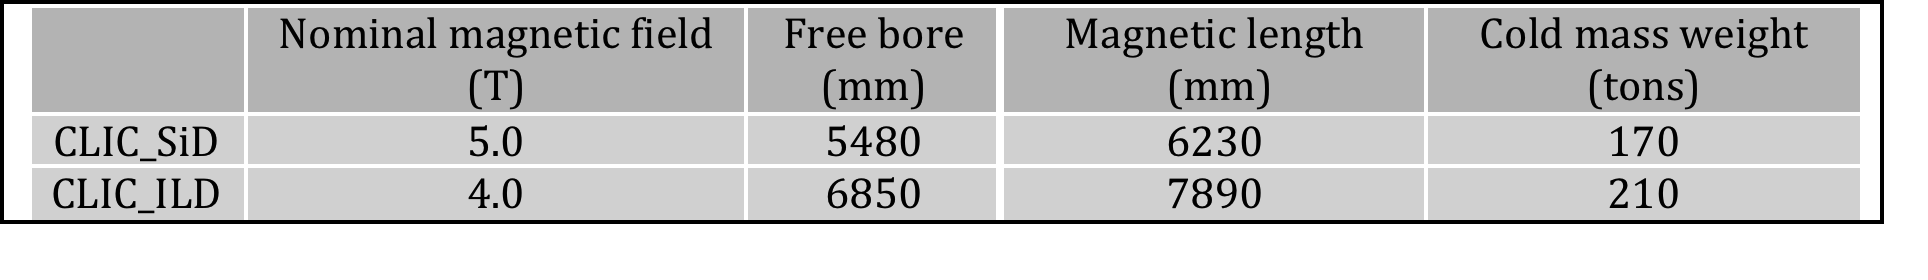 Nominal magnetic field (T) Free bore (mm) Magnetic length (mm) Cold mass weight (tons)
CLIC_SiD 5.0 5480 6230 170
CLIC_ILD 4.0 6850 7890 210